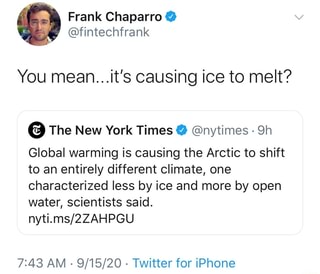 Frank Chaparro
@fintechfrank
You mean...it's causing ice to melt?
The New York Times @nytimes · 9h
Global warming is causing the Arctic to shift
to an entirely different climate, one
characterized less by ice and more by open
water, scientists said.
nyti.ms/2ZAHPGU
7:43 AM · 9/15/20 · Twitter for iPhone